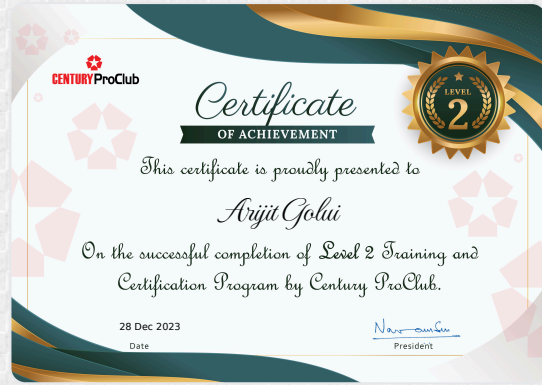 CENTURY ProClub
Certificate
OF ACHIEVEMENT
LEVEL
2
This certificate is proudly presented to
Arijit Golui
On the successful completion of Level 2 Training and
Certification Program by Century ProClub.
28 Dec 2023
Date
President